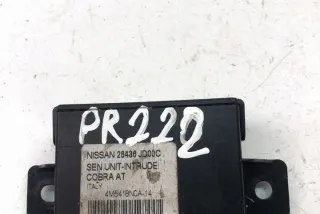 PR222
NISSAN 28436 JD00C
SEN UNIT-INTRUDE
COBRA AT
ITALY